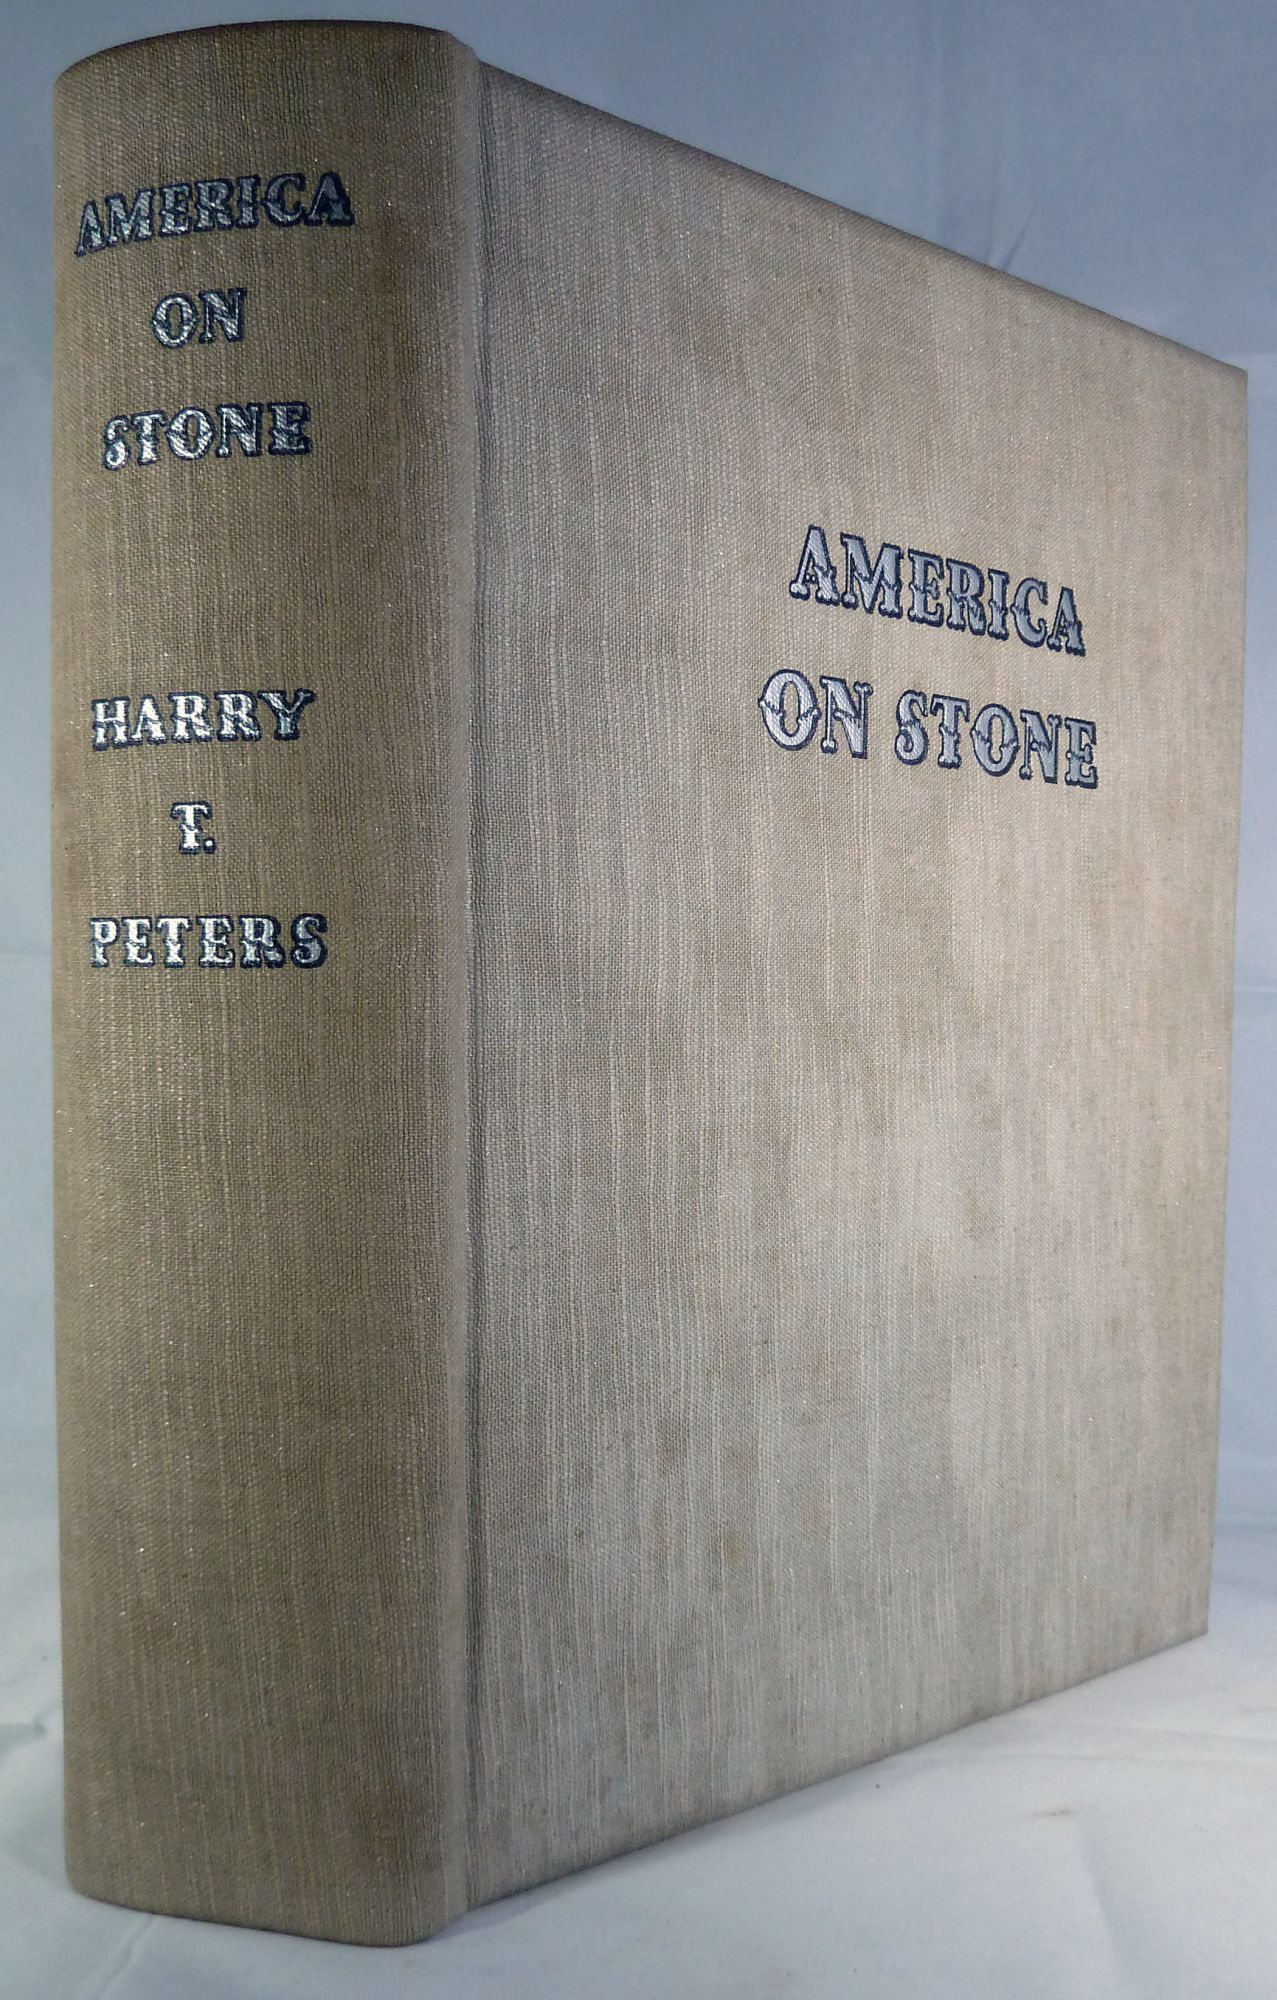 AMERICA
ON
STONE
HARRY
T.
PETERS
AMERICA
ON STONE